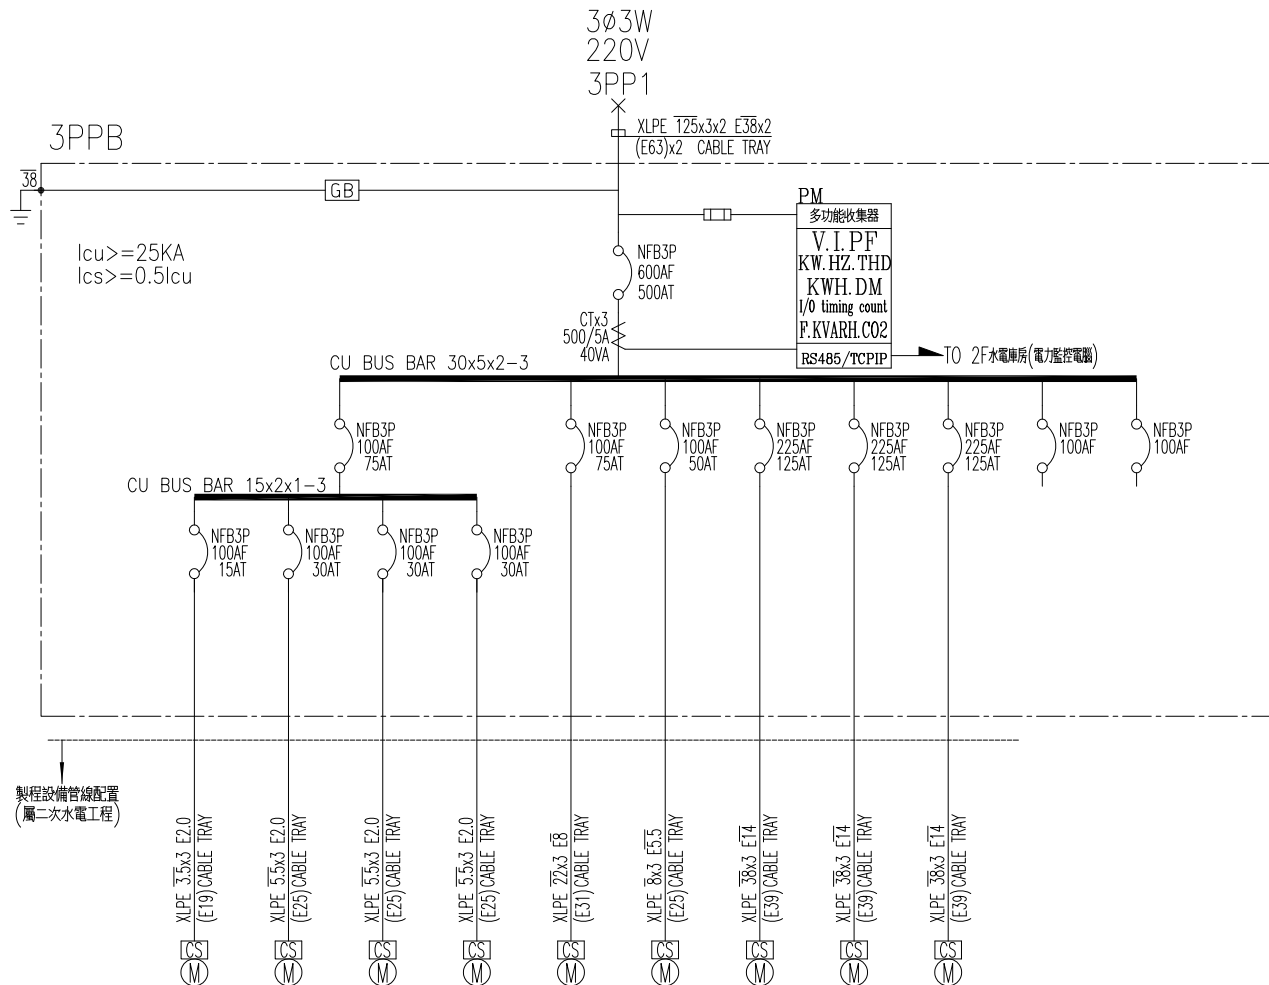 3ø3W
220V
3PP1
XLPE 125x3x2 E38x2
(E63)x2 CABLE TRAY
3PPB
38
GB
Icu>=25KA
Ics>=0.5Icu
NFB3P
600AF
500AT
CTx3
500/5A
40VA
PM
多功能收集器
V.I.PF
KW.HZ.THD
KWH.DM
I/O timing count
F.KVARH.CO2
RS485/TCPIP
TO 2F水電庫房(電力監控電腦)
CU BUS BAR 30x5x2-3
NFB3P
100AF
75AT
NFB3P
100AF
75AT
NFB3P
100AF
50AT
NFB3P
225AF
125AT
NFB3P
225AF
125AT
NFB3P
225AF
125AT
NFB3P
100AF
NFB3P
100AF
CU BUS BAR 15x2x1-3
NFB3P
100AF
15AT
NFB3P
100AF
30AT
NFB3P
100AF
30AT
NFB3P
100AF
30AT
製程設備管線配置
(屬二次水電工程)
XLPE 3.5x3 E2.0
(E19)CABLE TRAY
XLPE 5.5x3 E2.0
(E25)CABLE TRAY
XLPE 5.5x3 E2.0
(E25)CABLE TRAY
XLPE 5.5x3 E2.0
(E25)CABLE TRAY
XLPE 22x3 E8
(E31)CABLE TRAY
XLPE 8x3 E5.5
(E25)CABLE TRAY
XLPE 38x3 E14
(E39)CABLE TRAY
XLPE 38x3 E14
(E39)CABLE TRAY
XLPE 38x3 E14
(E39)CABLE TRAY
CS CS CS CS CS CS CS CS CS
M M M M M M M M M